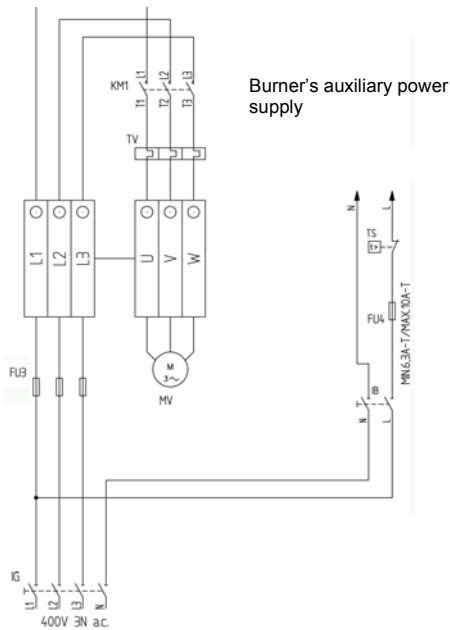 L1 L2 L3
KM1
T1 T2 T3
Burner's auxiliary power
supply
TV
N L
TS
t>
L1 L2 L3 U V W
FU4
MIN.6,3A-T/MAX.10A-T
FU3
M
3~
MV
IB
N L
IG
L1 L2 L3 N
400V 3N a.c.